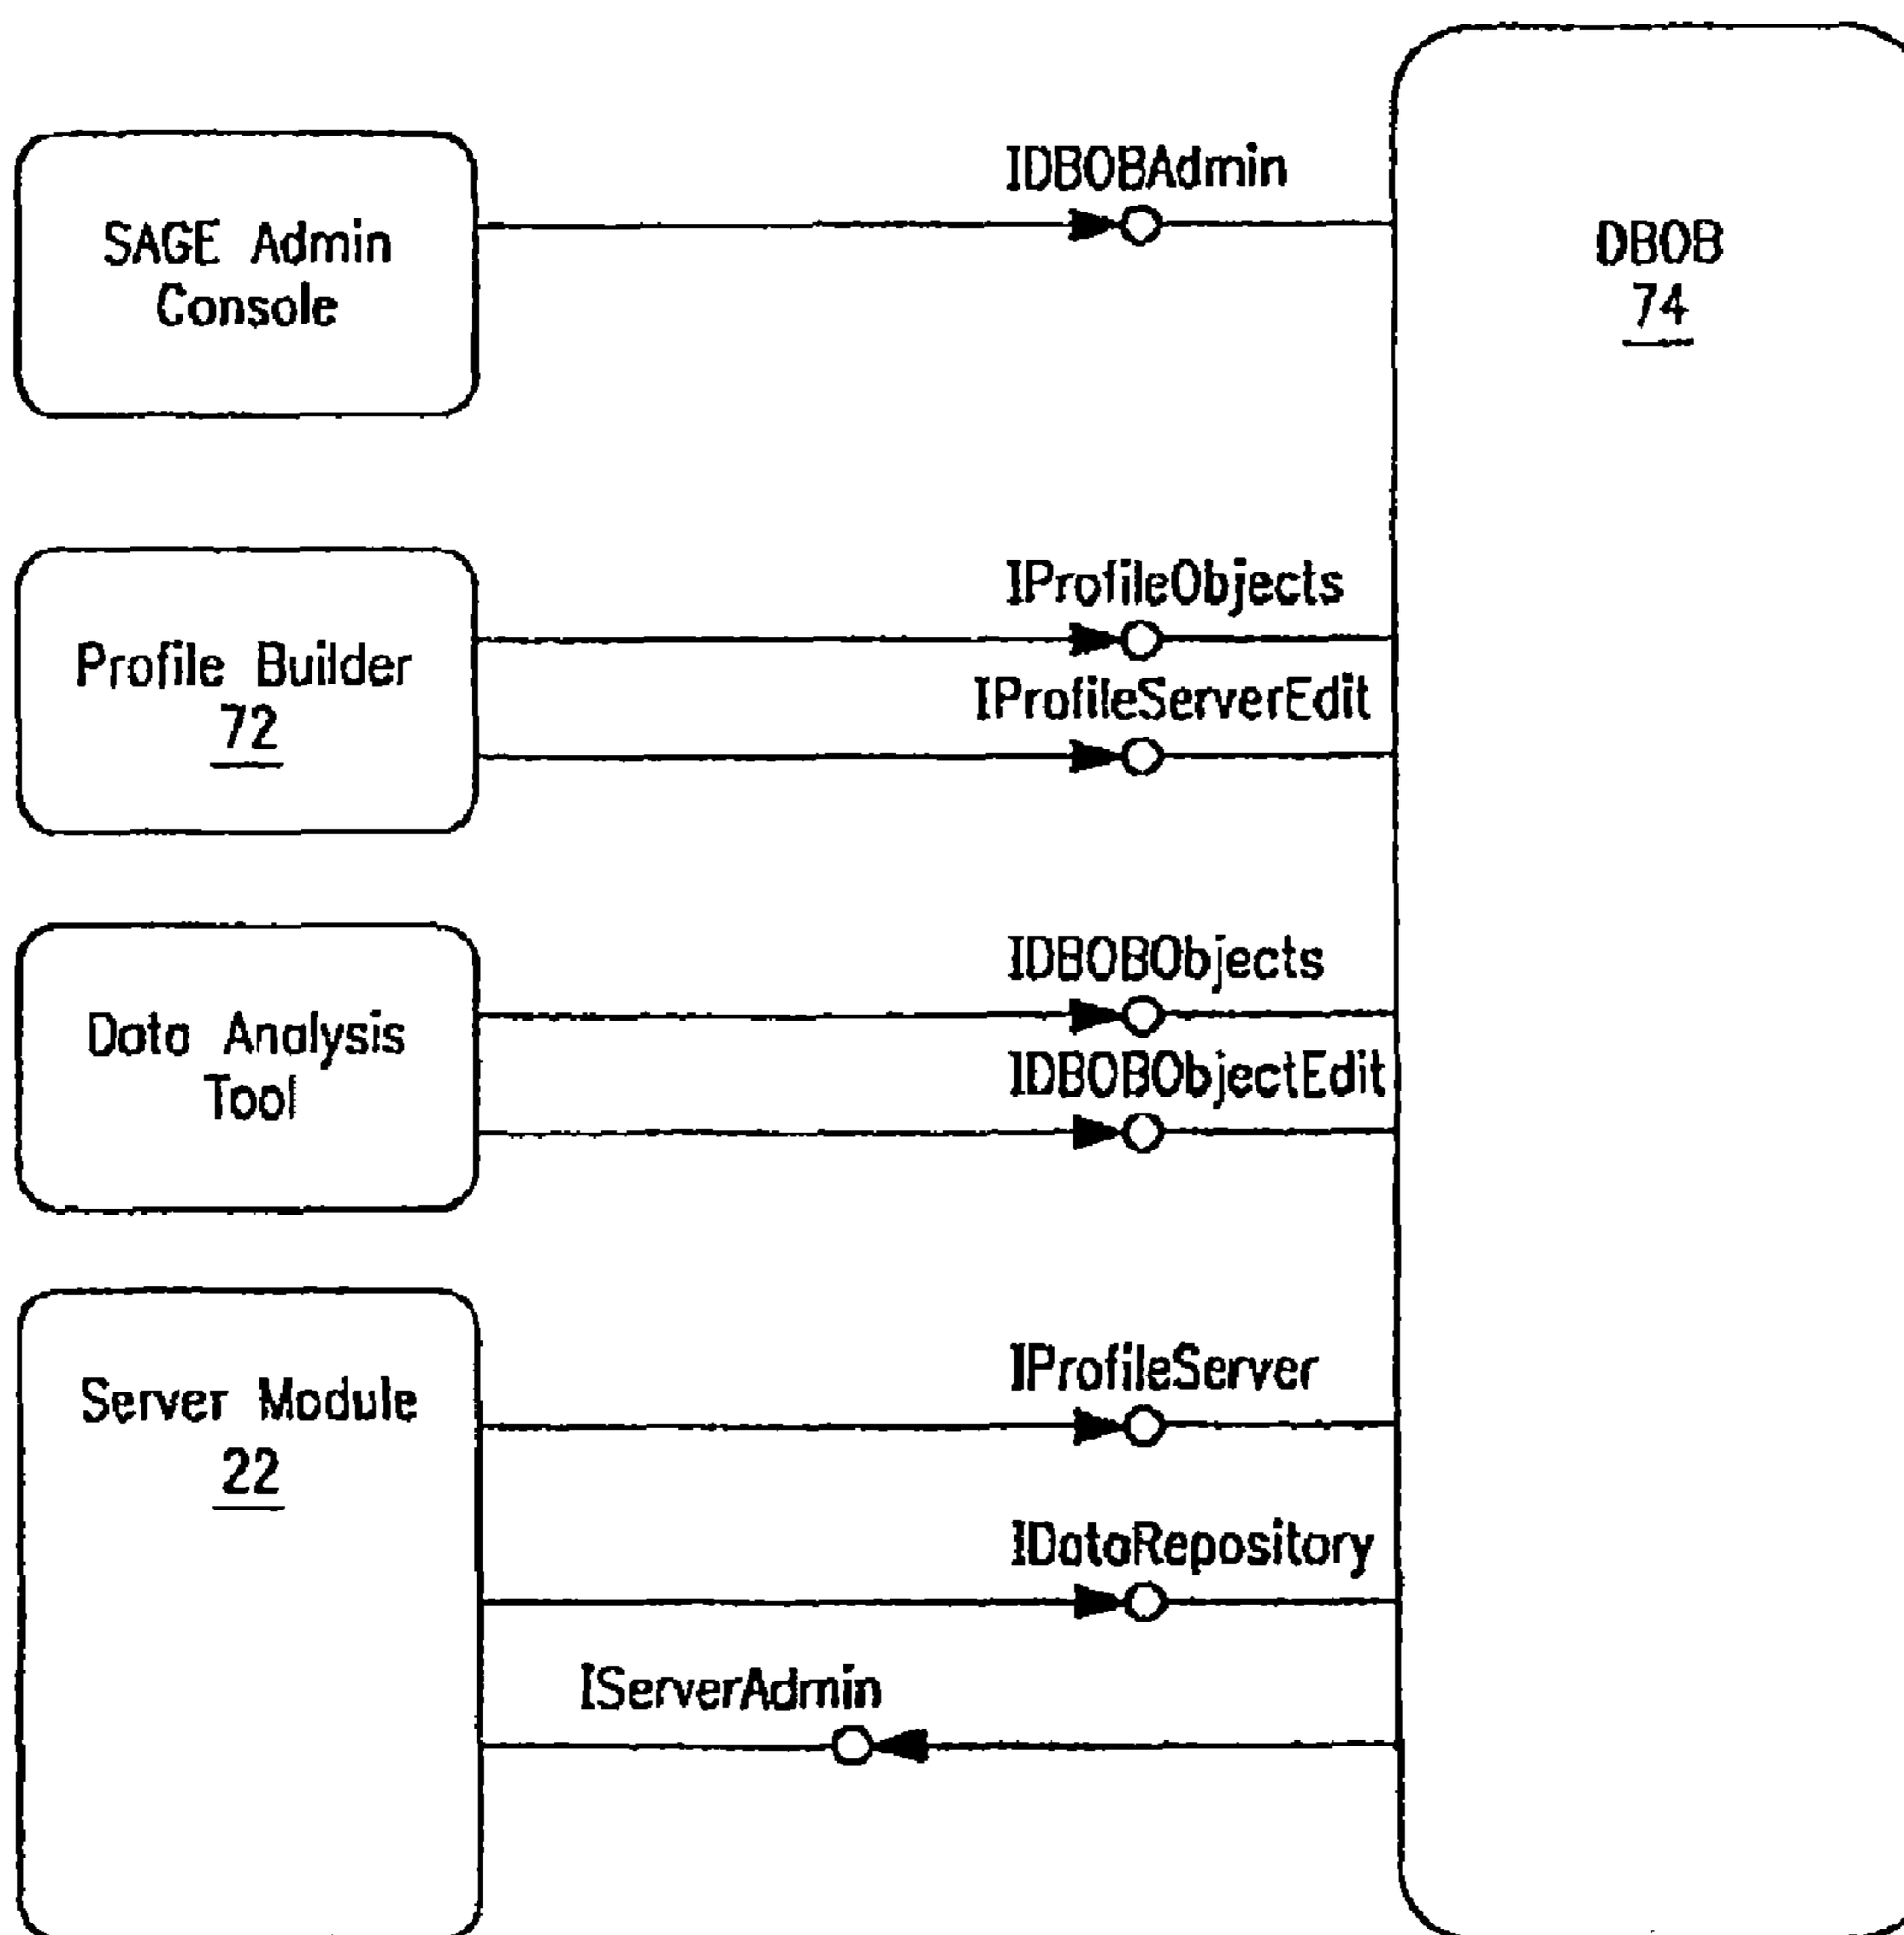 SAGE Admin
Console
IDBOBAdmin
DBOB
74
Profile Builder
72
IProfileObjects
IProfileServerEdit
Data Analysis
Tool
IDBOBObjects
IDBOBObjectEdit
Server Module
22
IProfileServer
IDataRepository
IServerAdmin